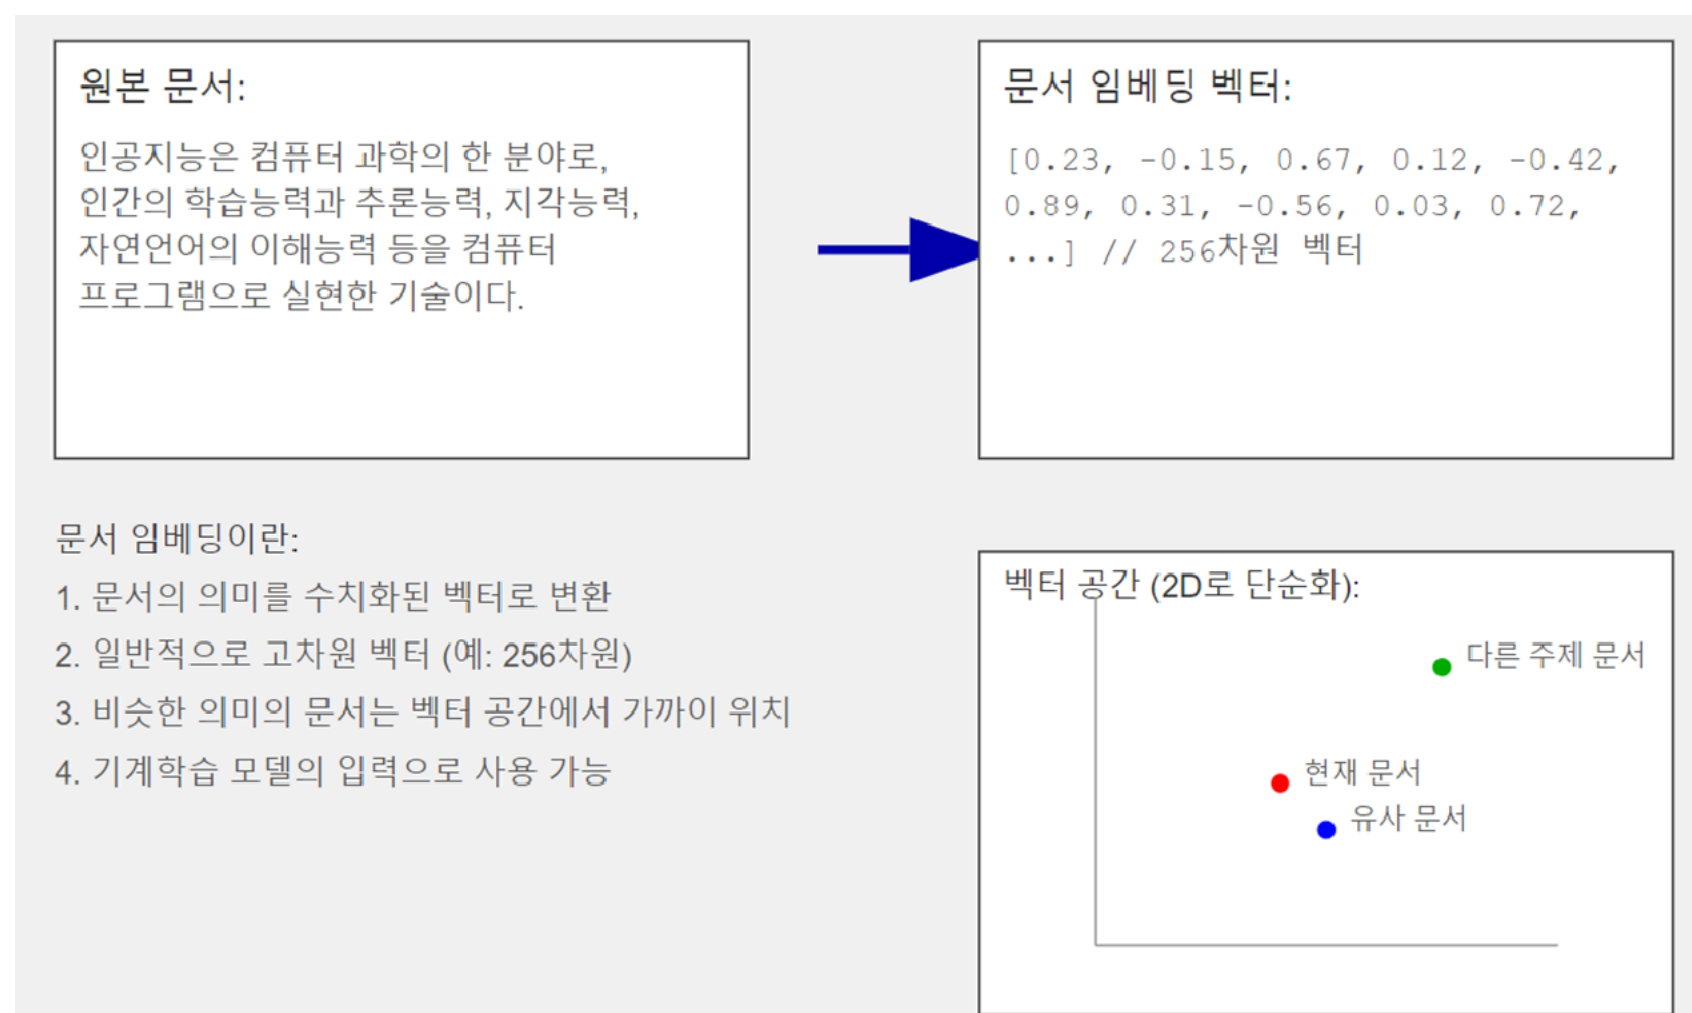 원본 문서:
인공지능은 컴퓨터 과학의 한 분야로,
인간의 학습능력과 추론능력, 지각능력,
자연언어의 이해능력 등을 컴퓨터
프로그램으로 실현한 기술이다.
문서 임베딩 벡터:
[0.23, -0.15, 0.67, 0.12, -0.42,
0.89, 0.31, -0.56, 0.03, 0.72,
...] // 256차원 벡터
문서 임베딩이란:
1. 문서의 의미를 수치화된 벡터로 변환
2. 일반적으로 고차원 벡터 (예: 256차원)
3. 비슷한 의미의 문서는 벡터 공간에서 가까이 위치
4. 기계학습 모델의 입력으로 사용 가능
벡터 공간 (2D로 단순화):
다른 주제 문서
현재 문서
유사 문서